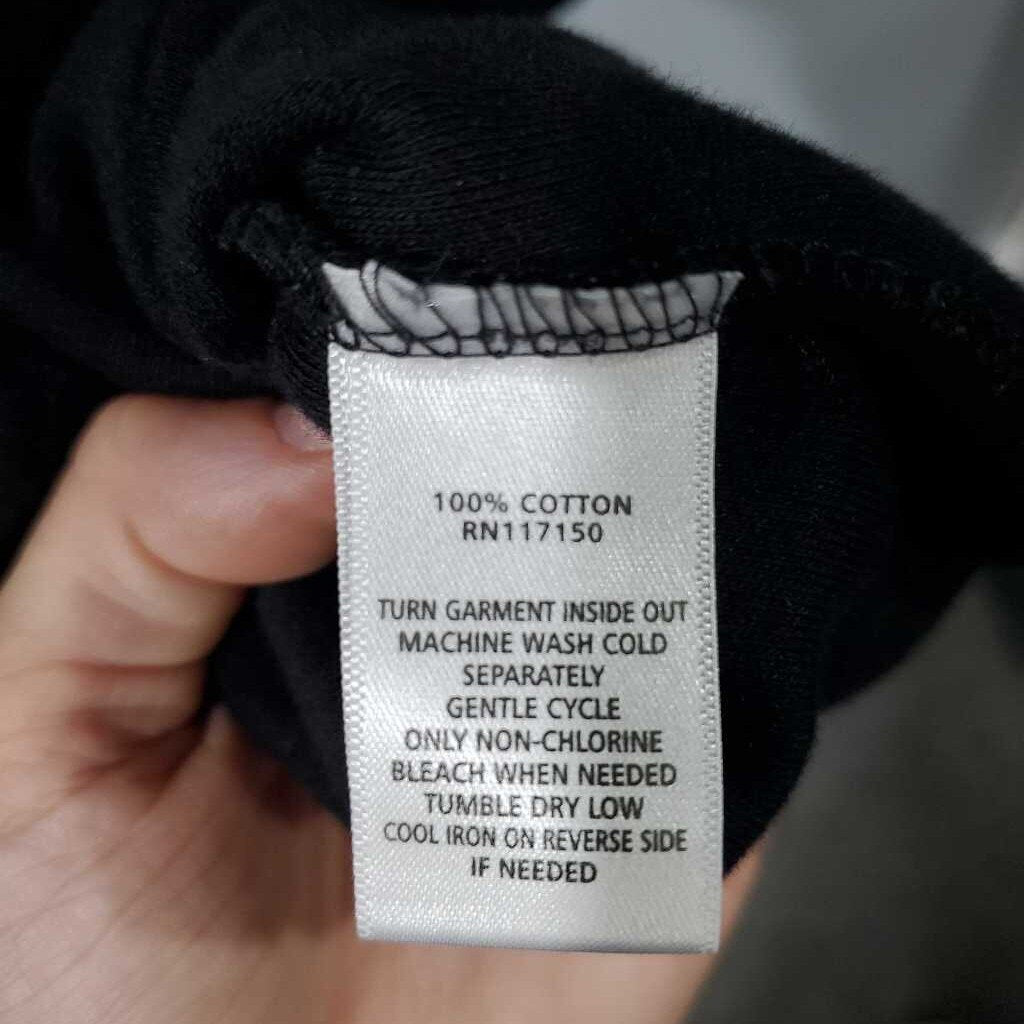 100% COTTON
RN117150
TURN GARMENT INSIDE OUT
MACHINE WASH COLD
SEPARATELY
GENTLE CYCLE
ONLY NON-CHLORINE
BLEACH WHEN NEEDED
TUMBLE DRY LOW
COOL IRON ON REVERSE SIDE
IF NEEDED